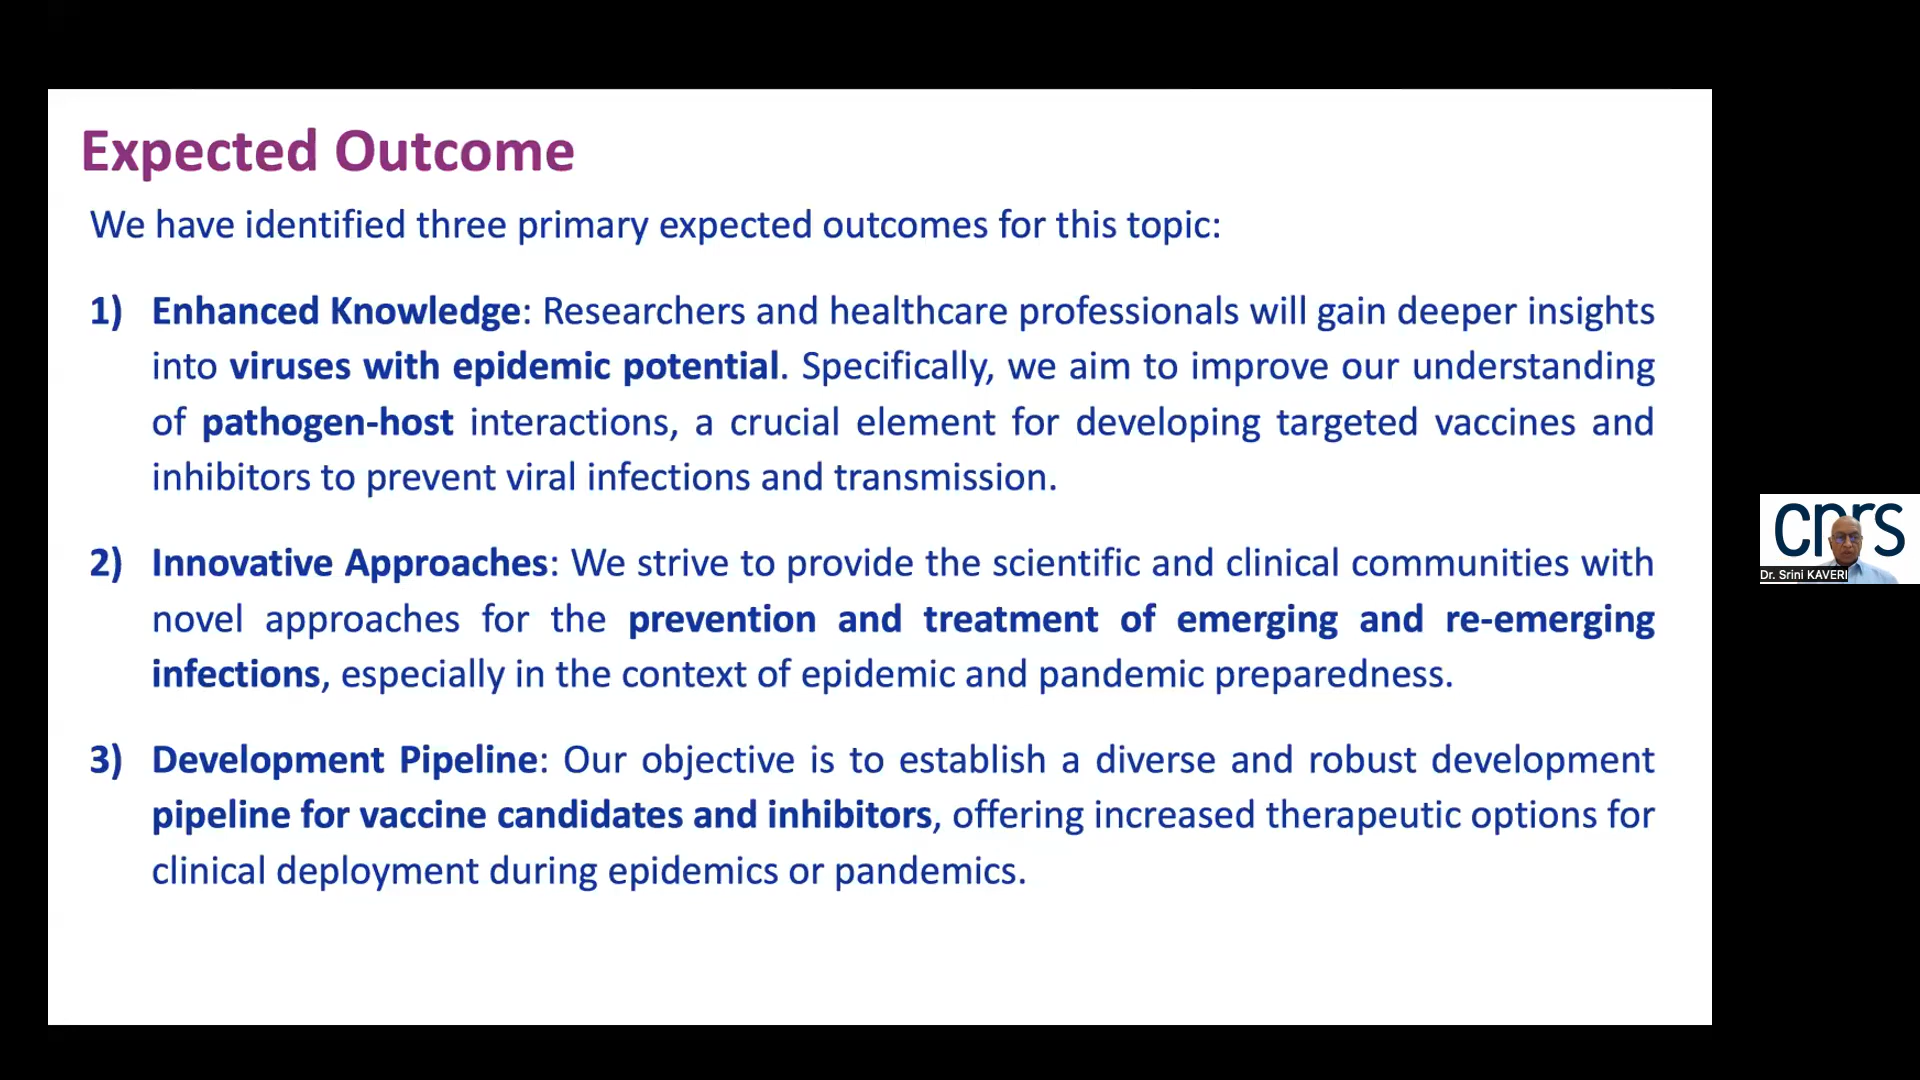 Expected Outcome
We have identified three primary expected outcomes for this topic:
1) Enhanced Knowledge: Researchers and healthcare professionals will gain deeper insights
into viruses with epidemic potential. Specifically, we aim to improve our understanding
of pathogen-host interactions, a crucial element for developing targeted vaccines and
inhibitors to prevent viral infections and transmission.
2) Innovative Approaches: We strive to provide the scientific and clinical communities with
novel approaches for the prevention and treatment of emerging and re-emerging
infections, especially in the context of epidemic and pandemic preparedness.
3) Development Pipeline: Our objective is to establish a diverse and robust development
pipeline for vaccine candidates and inhibitors, offering increased therapeutic options for
clinical deployment during epidemics or pandemics.
cnrs
Dr. Srini KAVERI